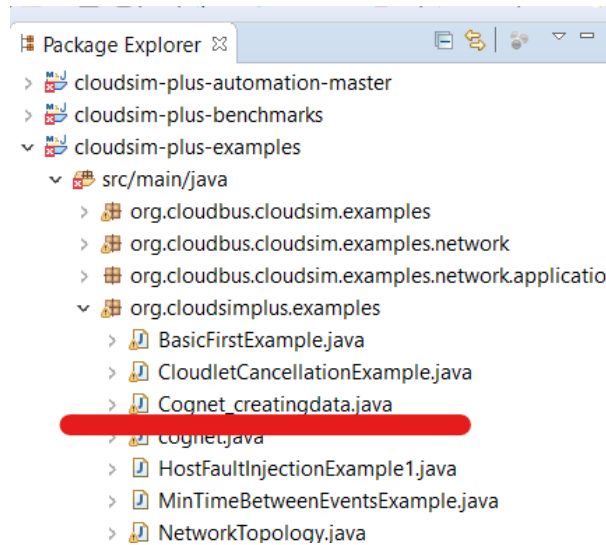 Package Explorer
cloudsim-plus-automation-master
cloudsim-plus-benchmarks
cloudsim-plus-examples
src/main/java
org.cloudbus.cloudsim.examples
org.cloudbus.cloudsim.examples.network
org.cloudbus.cloudsim.examples.network.applicatio
org.cloudsimplus.examples
BasicFirstExample.java
CloudletCancellationExample.java
Cognet_creatingdata.java
cognet.java
HostFaultInjectionExample1.java
MinTimeBetweenEventsExample.java
NetworkTopology.java